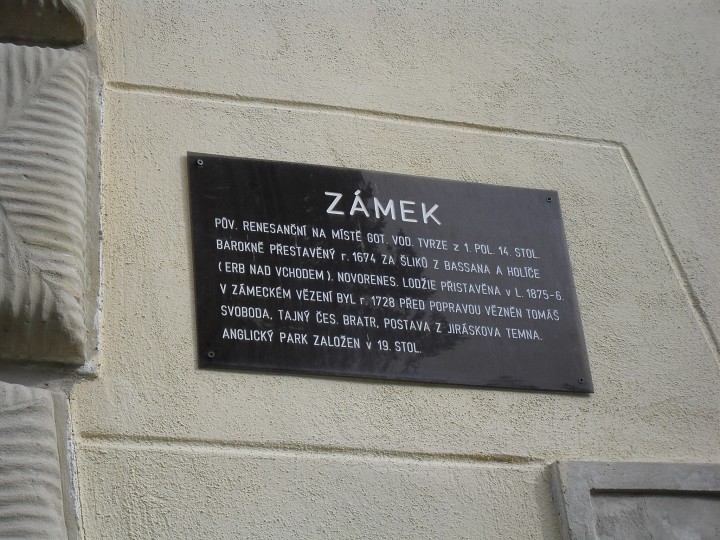 ZÁMEK
PŮV. RENESANČNÍ NA MÍSTĚ GOT. VOD. TVRZE z 1. POL. 14. STOL.
BAROKNĚ PŘESTAVĚNÝ r. 1674 ZA ŠLIKŮ Z BASSANA A HOLÍČE
(ERB NAD VCHODEM). NOVORENES. LODŽIE PŘISTAVĚNA v L. 1875-6.
V ZÁMECKÉM VĚZENÍ BYL r. 1728 PŘED POPRAVOU VĚZNĚN TOMÁŠ
SVOBODA, TAJNÝ ČES. BRATR, POSTAVA Z JIRÁSKOVA TEMNA.
ANGLICKÝ PARK ZALOŽEN v 19. STOL.